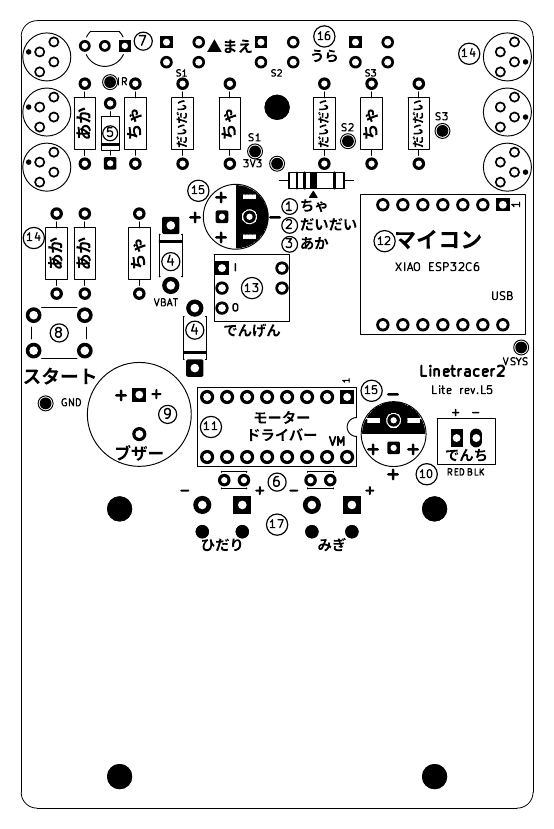 7
▲まえ
16
うら
14
IR
S1
S2
S3
あか
5
ちゃ
だいだい
ちゃ
だいだい
ちゃ
だいだい
S1
S2
S3
3V3
15
+ -
1 ちゃ
2 だいだい
3 あか
14
あか
あか
ちゃ
4
VBAT
I
13
O
でんげん
12 マイコン
1
XIAO ESP32C6
USB
8
スタート
4
VSYS
GND
+ +
9
ブザー
Linetracer2
Lite rev.L5
1
11
モーター
ドライバー
VM
15
-
+ +
+
+ -
でんち
10
RED BLK
6
- + - +
17
ひだり
みぎ